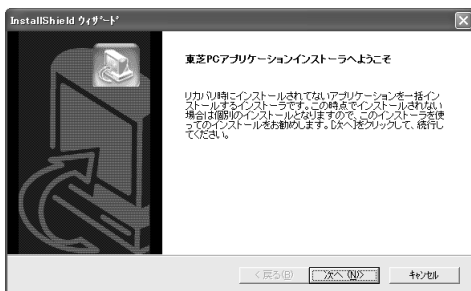 InstallShield ウィザード
東芝PCアプリケーションインストーラへようこそ
リカバリ時にインストールされてないアプリケーションを一括イン
ストールするインストーラです。この時点でインストールされない
場合は個別のインストールとなりますので、このインストーラを使
ってのインストールをお勧めします。[次へ]をクリックして、続行し
てください。
< 戻る(B) 次へ(N)> キャンセル